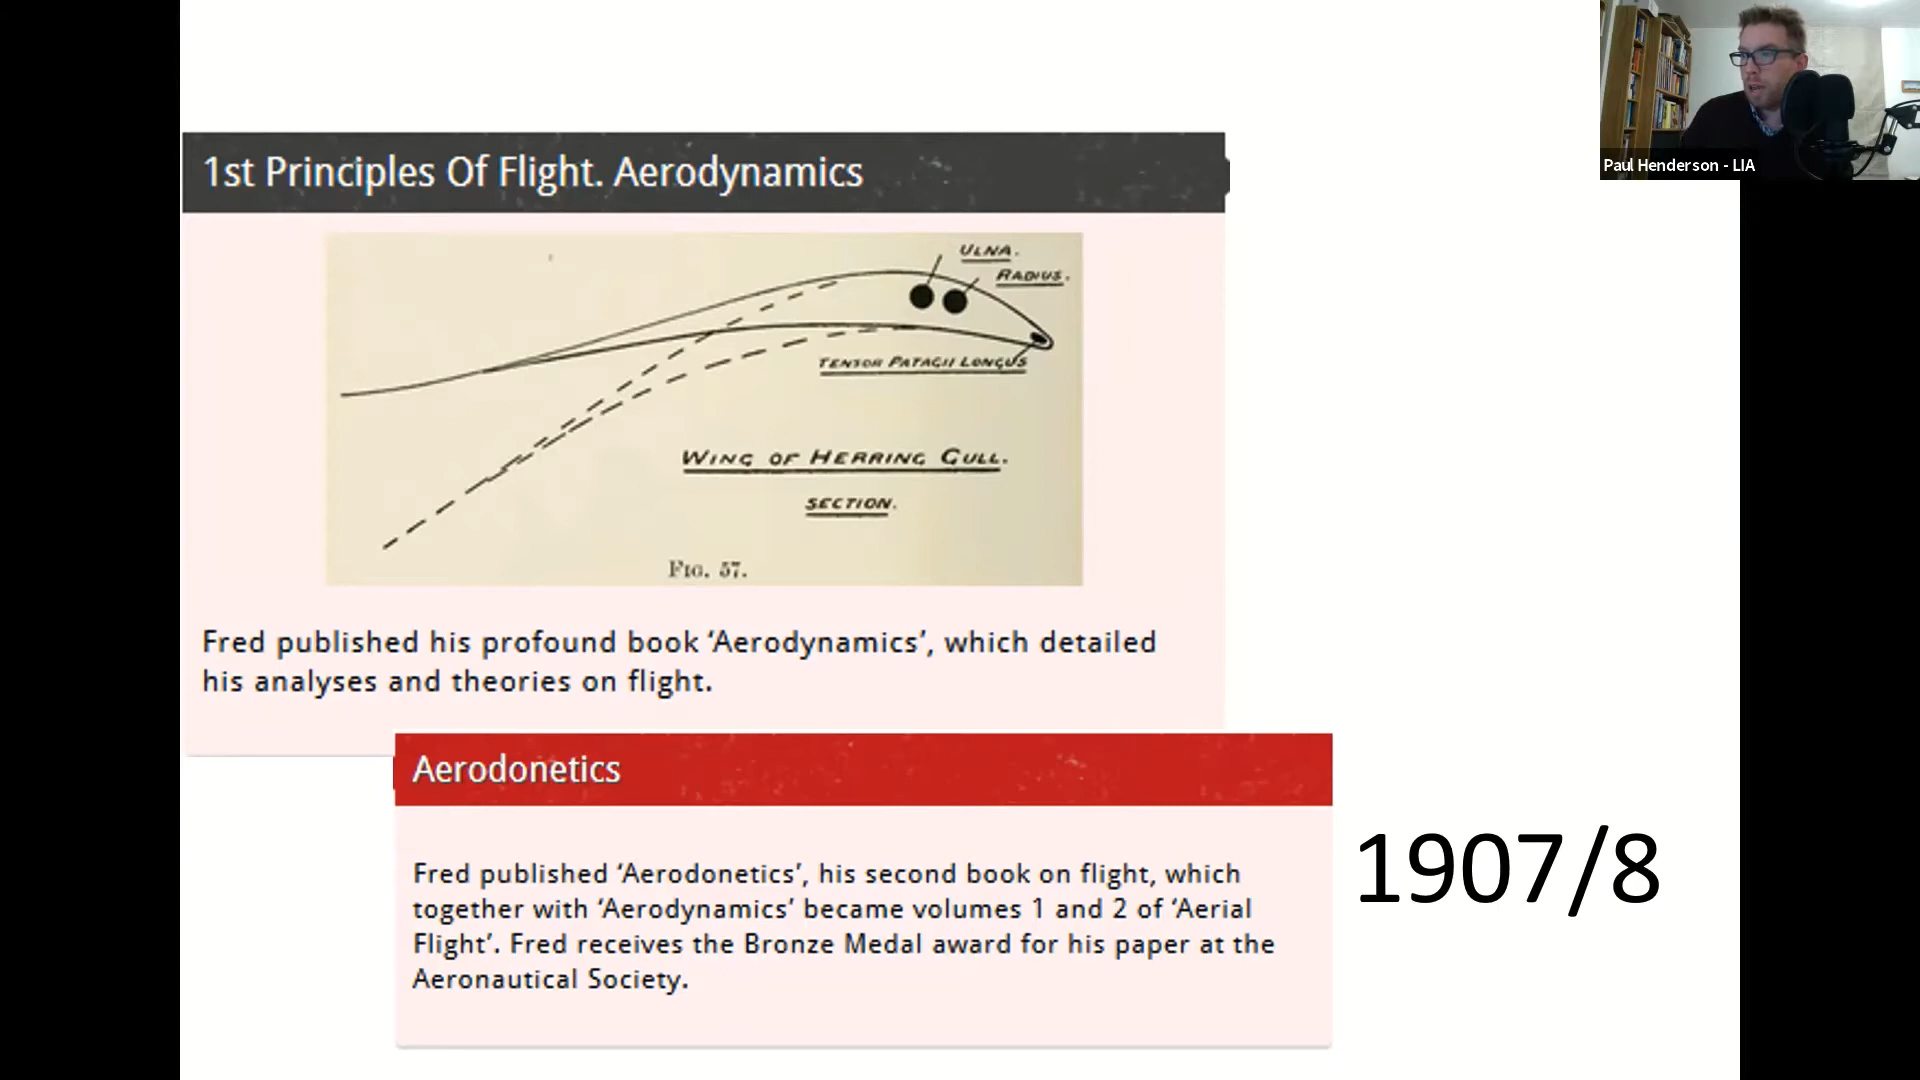 Paul Henderson - LIA
1st Principles Of Flight. Aerodynamics
ULNA.
RADIUS.
TENSOR PATAGII LONGUS
WING OF HERRING GULL.
SECTION.
FIG. 57.
Fred published his profound book ‘Aerodynamics’, which detailed
his analyses and theories on flight.
Aerodonetics
Fred published ‘Aerodonetics’, his second book on flight, which
together with ‘Aerodynamics’ became volumes 1 and 2 of ‘Aerial
Flight’. Fred receives the Bronze Medal award for his paper at the
Aeronautical Society.
1907/8